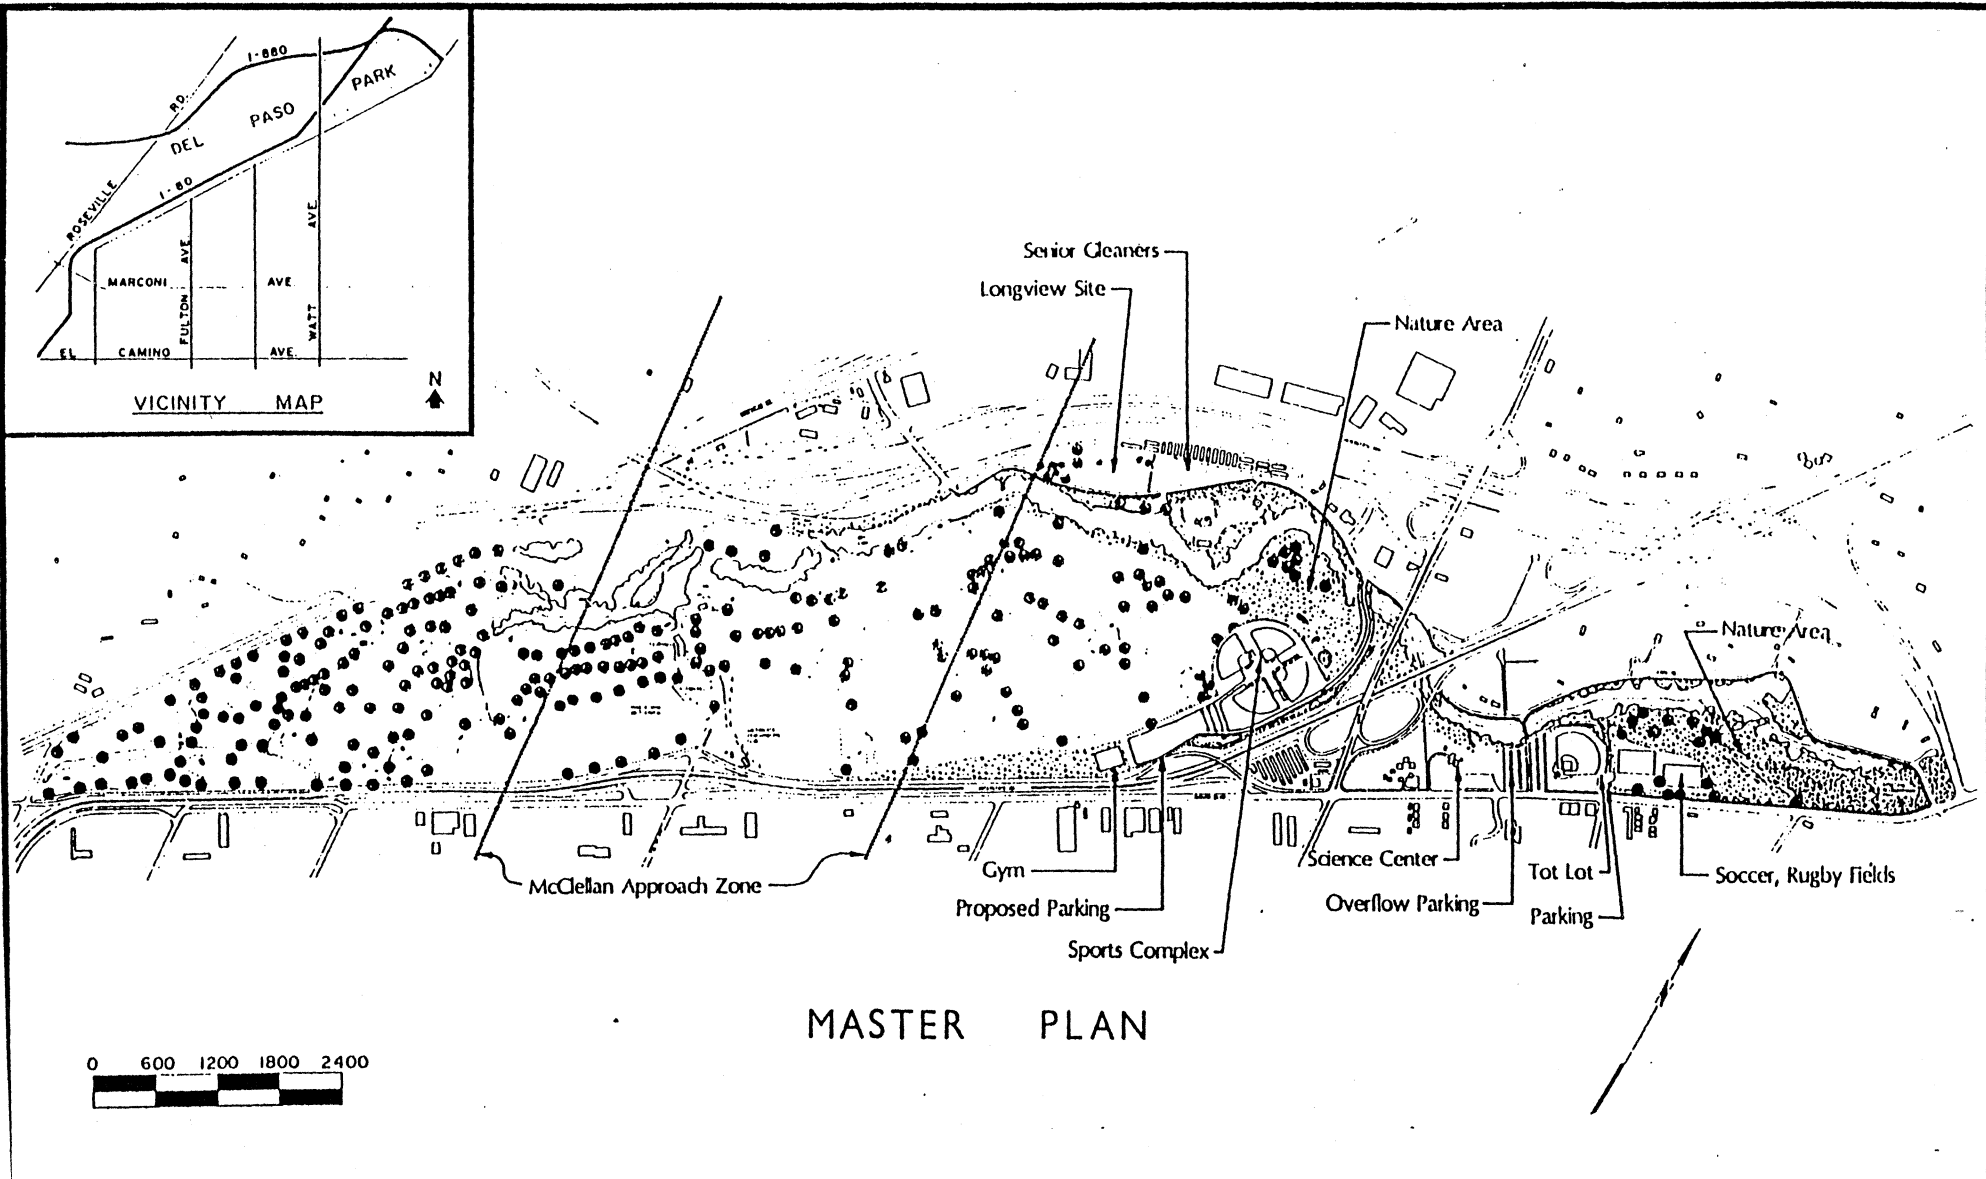 I-880
RD.
DEL PASO PARK
I-80
ROSEVILLE
FULTON AVE
WATT AVE.
MARCONI AVE.
EL CAMINO AVE.
N
VICINITY MAP
Senior Gleaners
Longview Site
Nature Area
Nature Area
McClellan Approach Zone
Gym
Proposed Parking
Sports Complex
Science Center
Overflow Parking
Tot Lot
Parking
Soccer, Rugby Fields
MASTER PLAN
0 600 1200 1800 2400